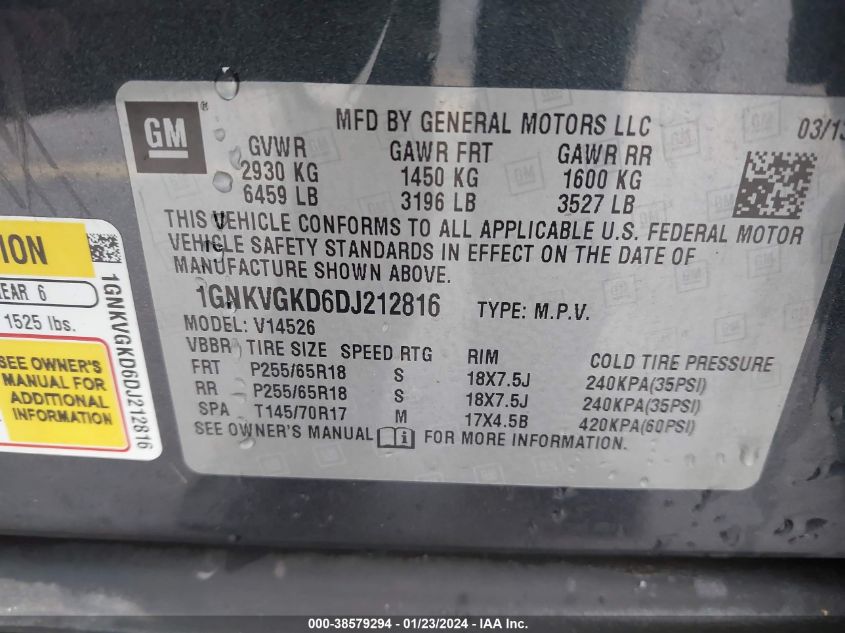 GM ®
MFD BY GENERAL MOTORS LLC 03/13
GVWR GAWR FRT GAWR RR
2930 KG 1450 KG 1600 KG
6459 LB 3196 LB 3527 LB
THIS VEHICLE CONFORMS TO ALL APPLICABLE U.S. FEDERAL MOTOR
VEHICLE SAFETY STANDARDS IN EFFECT ON THE DATE OF
MANUFACTURE SHOWN ABOVE.
1GNKVGKD6DJ212816 TYPE: M.P.V.
MODEL: V14526
VBBR TIRE SIZE SPEED RTG RIM COLD TIRE PRESSURE
FRT P255/65R18 S 18X7.5J 240KPA(35PSI)
RR P255/65R18 S 18X7.5J 240KPA(35PSI)
SPA T145/70R17 M 17X4.5B 420KPA(60PSI)
SEE OWNER'S MANUAL i FOR MORE INFORMATION.
ION
EAR 6
1525 lbs.
SEE OWNER'S
MANUAL FOR
ADDITIONAL
INFORMATION
1GNKVGKD6DJ212816
000-38579294 - 01/23/2024 - IAA Inc.